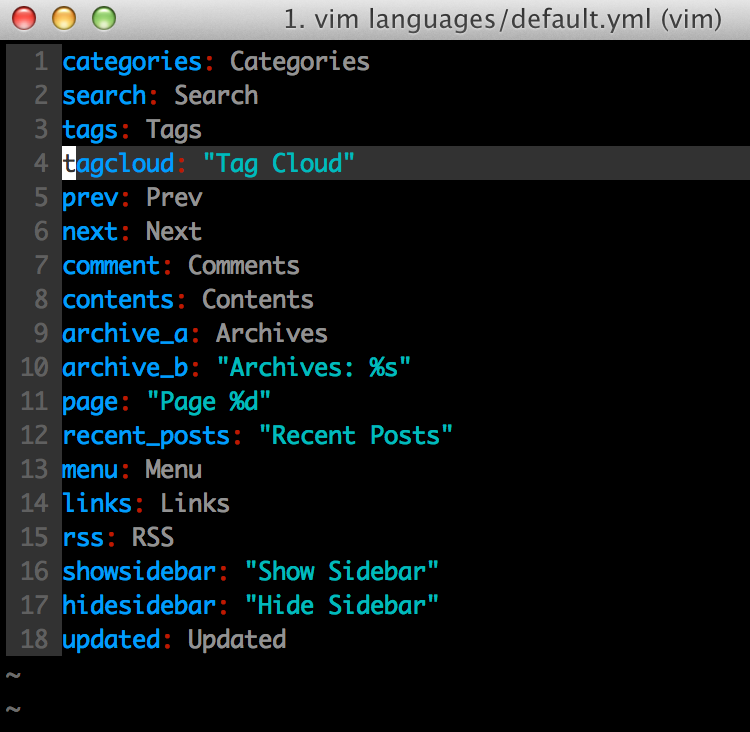 1. vim languages/default.yml (vim)
1 categories: Categories
2 search: Search
3 tags: Tags
4 tagcloud: "Tag Cloud"
5 prev: Prev
6 next: Next
7 comment: Comments
8 contents: Contents
9 archive_a: Archives
10 archive_b: "Archives: %s"
11 page: "Page %d"
12 recent_posts: "Recent Posts"
13 menu: Menu
14 links: Links
15 rss: RSS
16 showsidebar: "Show Sidebar"
17 hidesidebar: "Hide Sidebar"
18 updated: Updated
~
~